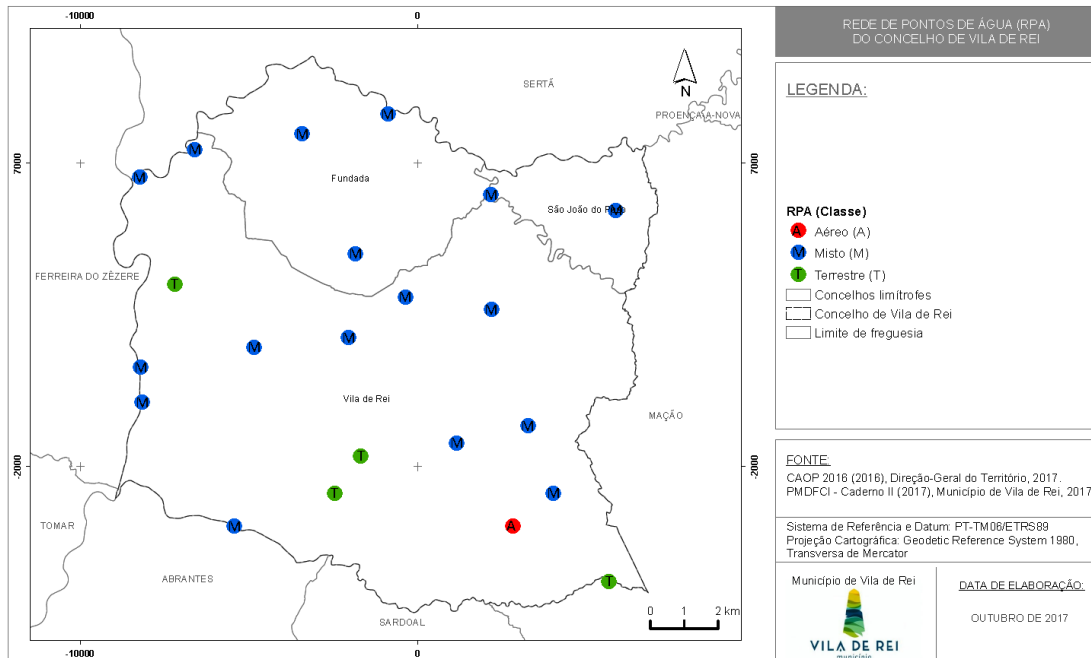 -10000
0
SERTÃ
PROENÇA-A-NOVA
N
M
M
M
7000
7000
M
Fundada
M
São João do
M
M
FERREIRA DO ZÊZERE
T
M
M
M
M
M
Vila de Rei
M
MAÇÃO
M
M
T
-2000
-2000
T
M
TOMAR
M
A
ABRANTES
T
SARDOAL
0 1 2 km
-10000
0
REDE DE PONTOS DE ÁGUA (RPA)
DO CONCELHO DE VILA DE REI
LEGENDA:
RPA (Classe)
A Aéreo (A)
M Misto (M)
T Terrestre (T)
Concelhos limítrofes
Concelho de Vila de Rei
Limite de freguesia
FONTE:
CAOP 2016 (2016), Direção-Geral do Território, 2017.
PMDFCI - Caderno II (2017), Município de Vila de Rei, 2017
Sistema de Referência e Datum: PT-TM06/ETRS89
Projeção Cartográfica: Geodetic Reference System 1980,
Transversa de Mercator
Município de Vila de Rei
VILA DE REI
município
DATA DE ELABORAÇÃO:
OUTUBRO DE 2017